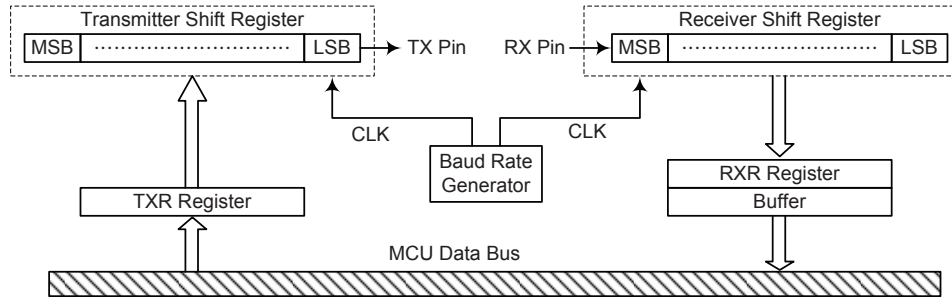 Transmitter Shift Register
MSB
LSB
TX Pin
RX Pin
Receiver Shift Register
MSB
LSB
CLK
CLK
Baud Rate
Generator
TXR Register
RXR Register
Buffer
MCU Data Bus